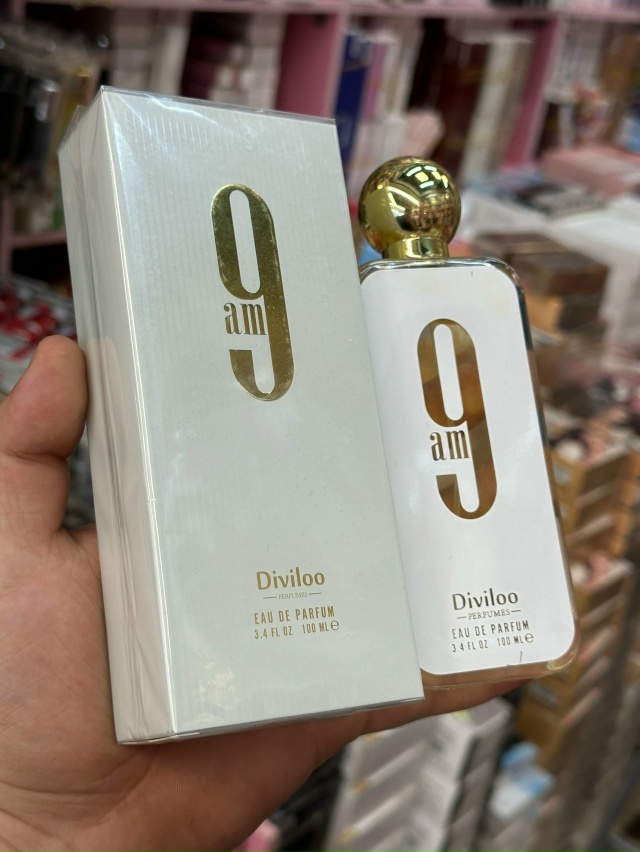 9
am
Diviloo
PERFUMES
EAU DE PARFUM
3.4 FL OZ 100 ML ℮
9
am
Diviloo
PERFUMES
EAU DE PARFUM
3.4 FL OZ 100 ML ℮